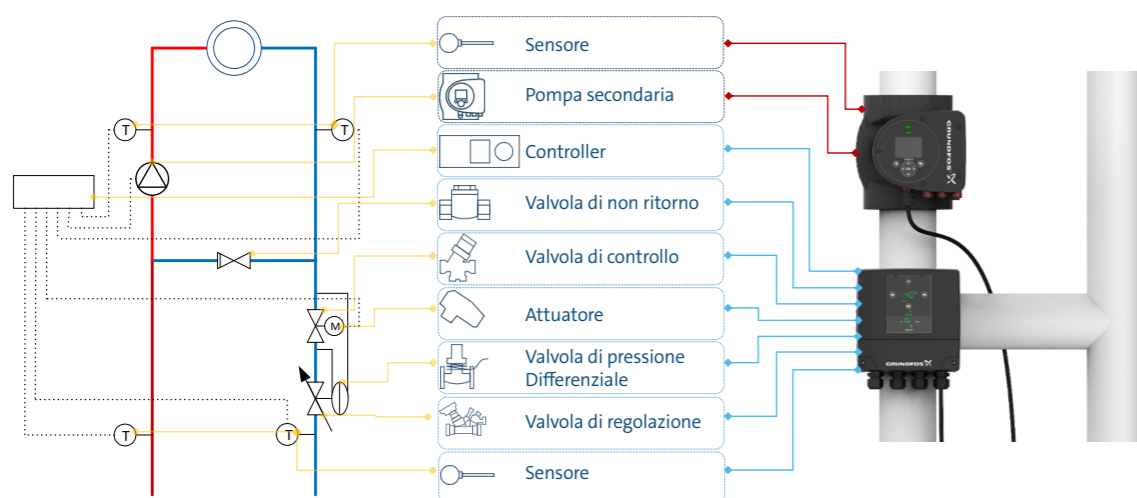 Sensore
Pompa secondaria
Controller
Valvola di non ritorno
Valvola di controllo
Attuatore
Valvola di pressione
Differenziale
Valvola di regolazione
Sensore
T
T
M
T
T
GRUNDFOS
GRUNDFOS